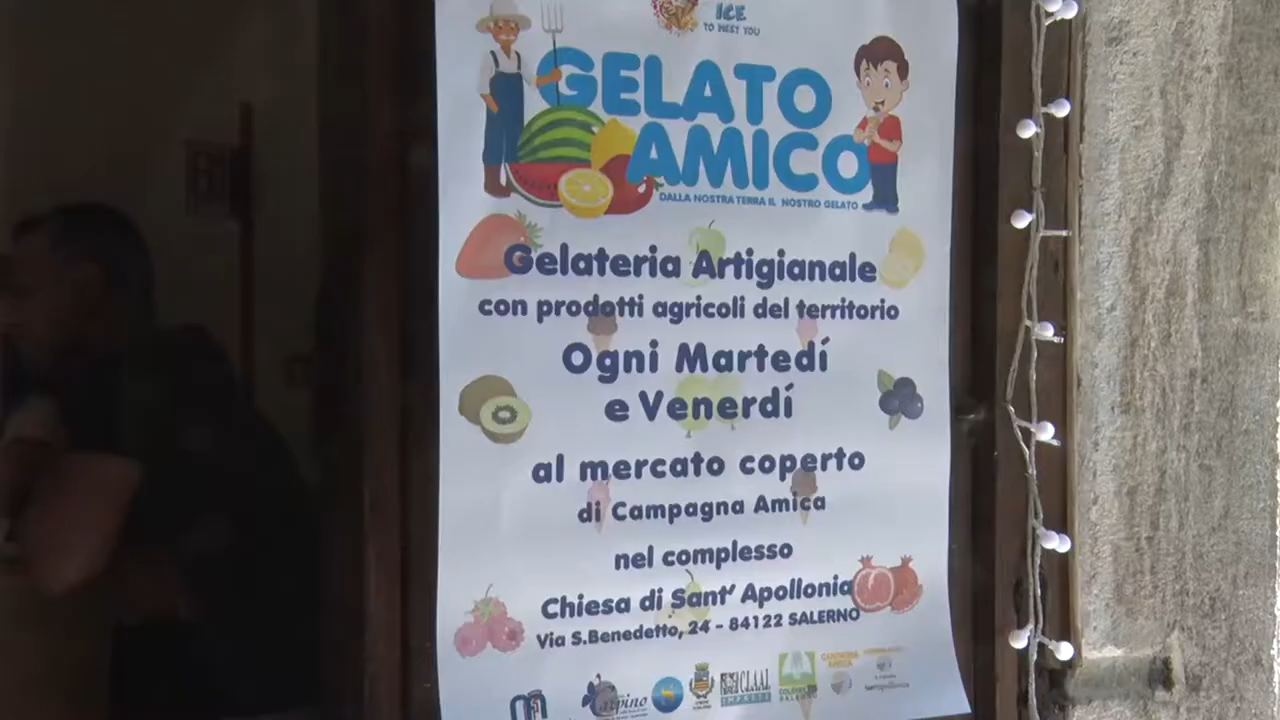 ICE
TO MEET YOU
GELATO
AMICO
DALLA NOSTRA TERRA IL NOSTRO GELATO
Gelateria Artigianale
con prodotti agricoli del territorio
Ogni Martedí
e Venerdí
al mercato coperto
di Campagna Amica
nel complesso
Chiesa di Sant' Apollonia
Via S.Benedetto, 24 - 84122 SALERNO
CLAAI
IMPRESE